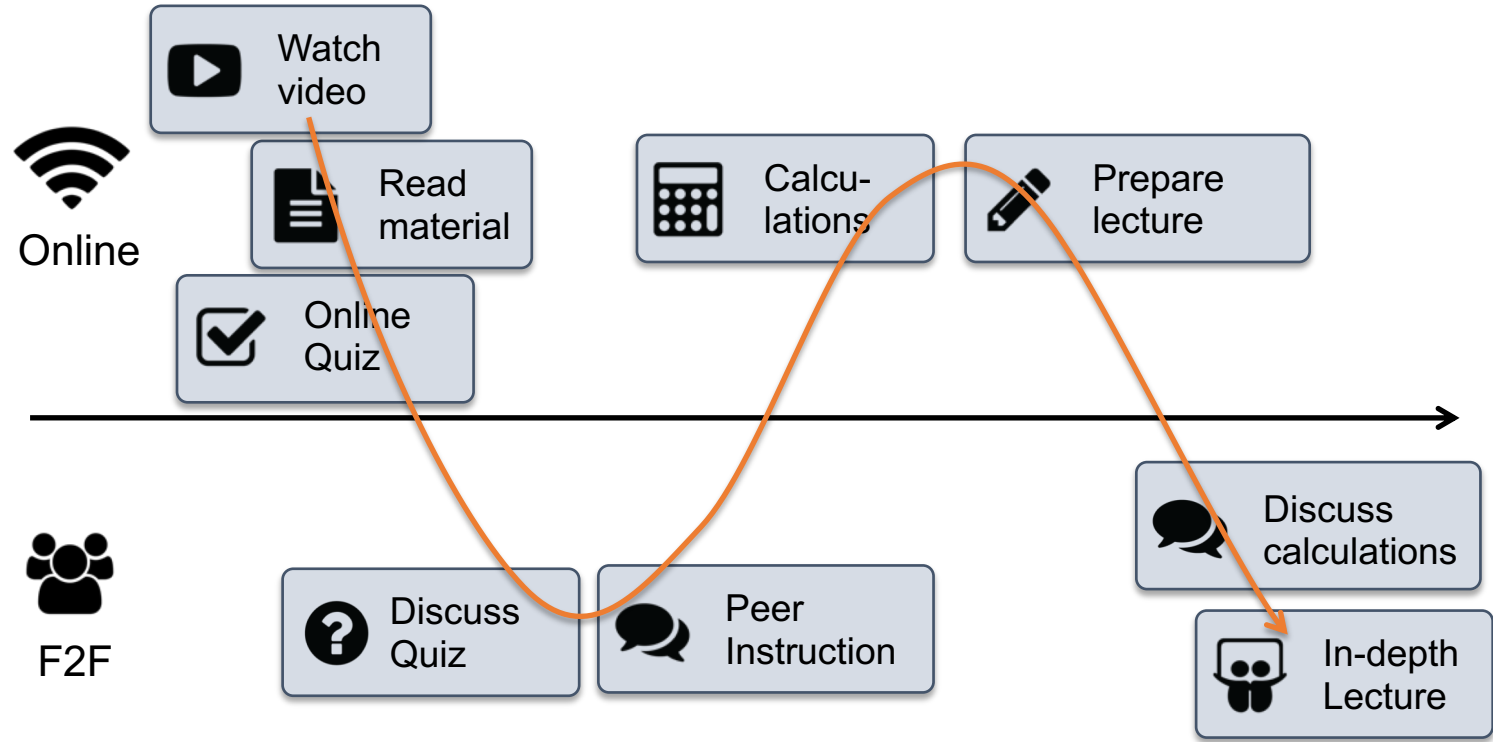 Watch
video
Read
material
Online
Quiz
Online
Calcu-
lations
Prepare
lecture
Discuss
Quiz
Peer
Instruction
Discuss
calculations
In-depth
Lecture
F2F